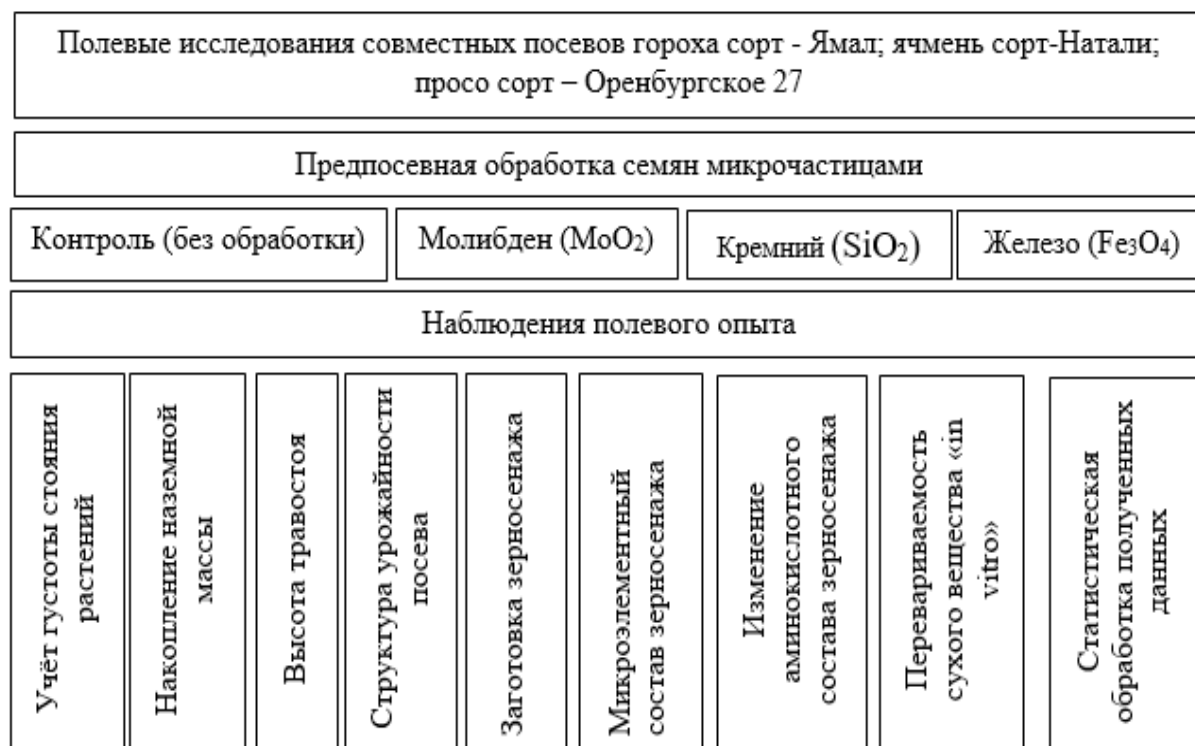 Полевые исследования совместных посевов гороха сорт - Ямал; ячмень сорт-Натали;
просо сорт – Оренбургское 27
Предпосевная обработка семян микрочастицами
Контроль (без обработки)
Молибден (MoO₂)
Кремний (SiO₂)
Железо (Fe₃O₄)
Наблюдения полевого опыта
Учёт густоты стояния
растений
Накопление наземной
массы
Высота травостоя
Структура урожайности
посева
Заготовка зерносенажа
Микроэлементный
состав зерносенажа
Изменение
аминокислотного
состава зерносенажа
Перевариваемость
сухого вещества «in
vitro»
Статистическая
обработка полученных
данных